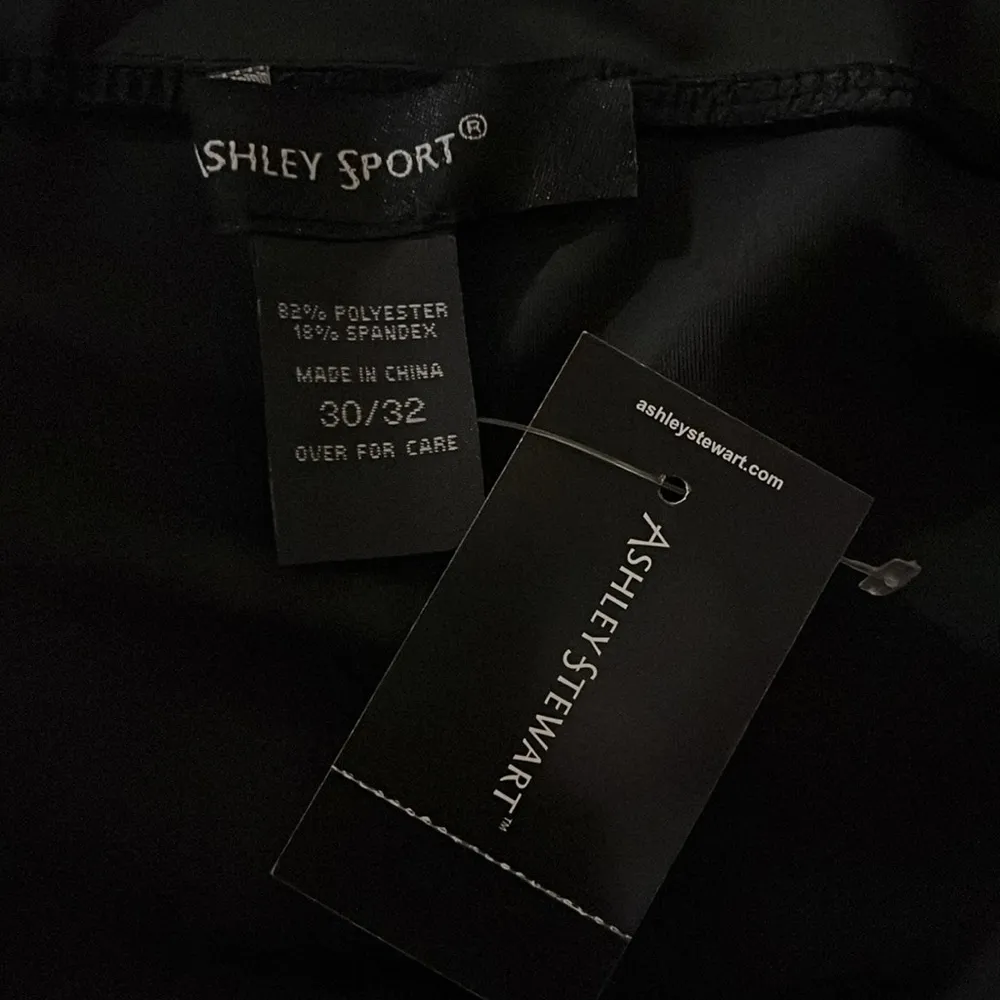 ASHLEY SPORT®
82% POLYESTER
18% SPANDEX
MADE IN CHINA
30/32
OVER FOR CARE
ashleystewart.com
ASHLEY STEWART™